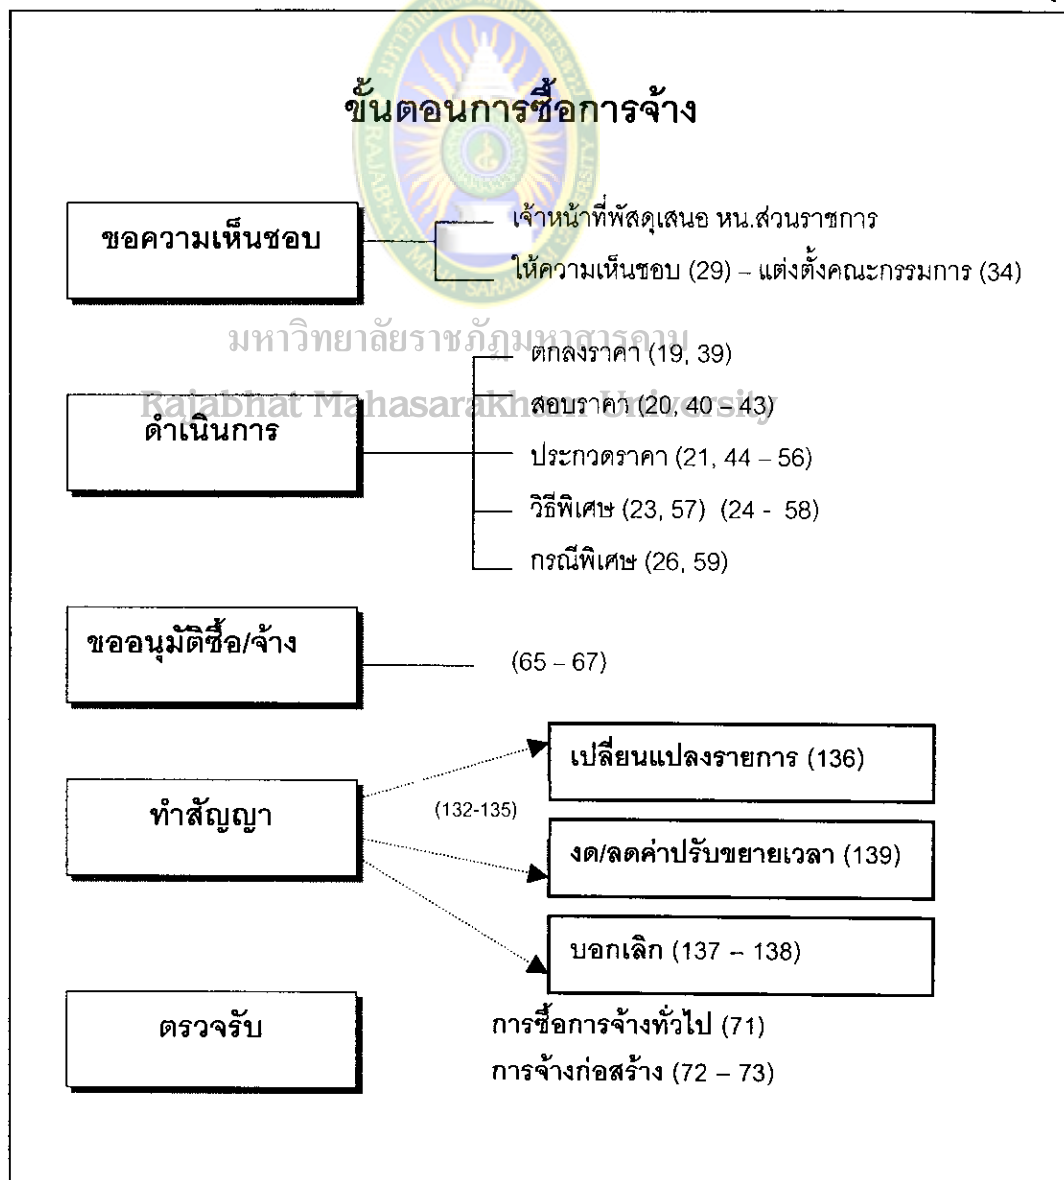 ขั้นตอนการซื้อการจ้าง
ขอความเห็นชอบ
เจ้าหน้าที่พัสดุเสนอ หน.ส่วนราชการ
ให้ความเห็นชอบ (29) – แต่งตั้งคณะกรรมการ (34)
มหาวิทยาลัยราชภัฏมหาสารคาม
Rajabhat Mahasarakham University
ดำเนินการ
ตกลงราคา (19, 39)
สอบราคา (20, 40 – 43)
ประกวดราคา (21, 44 – 56)
วิธีพิเศษ (23, 57) (24 - 58)
กรณีพิเศษ (26, 59)
ขออนุมัติซื้อ/จ้าง
(65 – 67)
ทำสัญญา
(132-135)
เปลี่ยนแปลงรายการ (136)
งด/ลดค่าปรับขยายเวลา (139)
บอกเลิก (137 – 138)
ตรวจรับ
การซื้อการจ้างทั่วไป (71)
การจ้างก่อสร้าง (72 – 73)